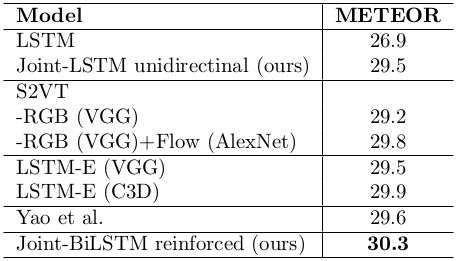 Model METEOR
LSTM 26.9
Joint-LSTM unidirectinal (ours) 29.5
S2VT
-RGB (VGG) 29.2
-RGB (VGG)+Flow (AlexNet) 29.8
LSTM-E (VGG) 29.5
LSTM-E (C3D) 29.9
Yao et al. 29.6
Joint-BiLSTM reinforced (ours) 30.3